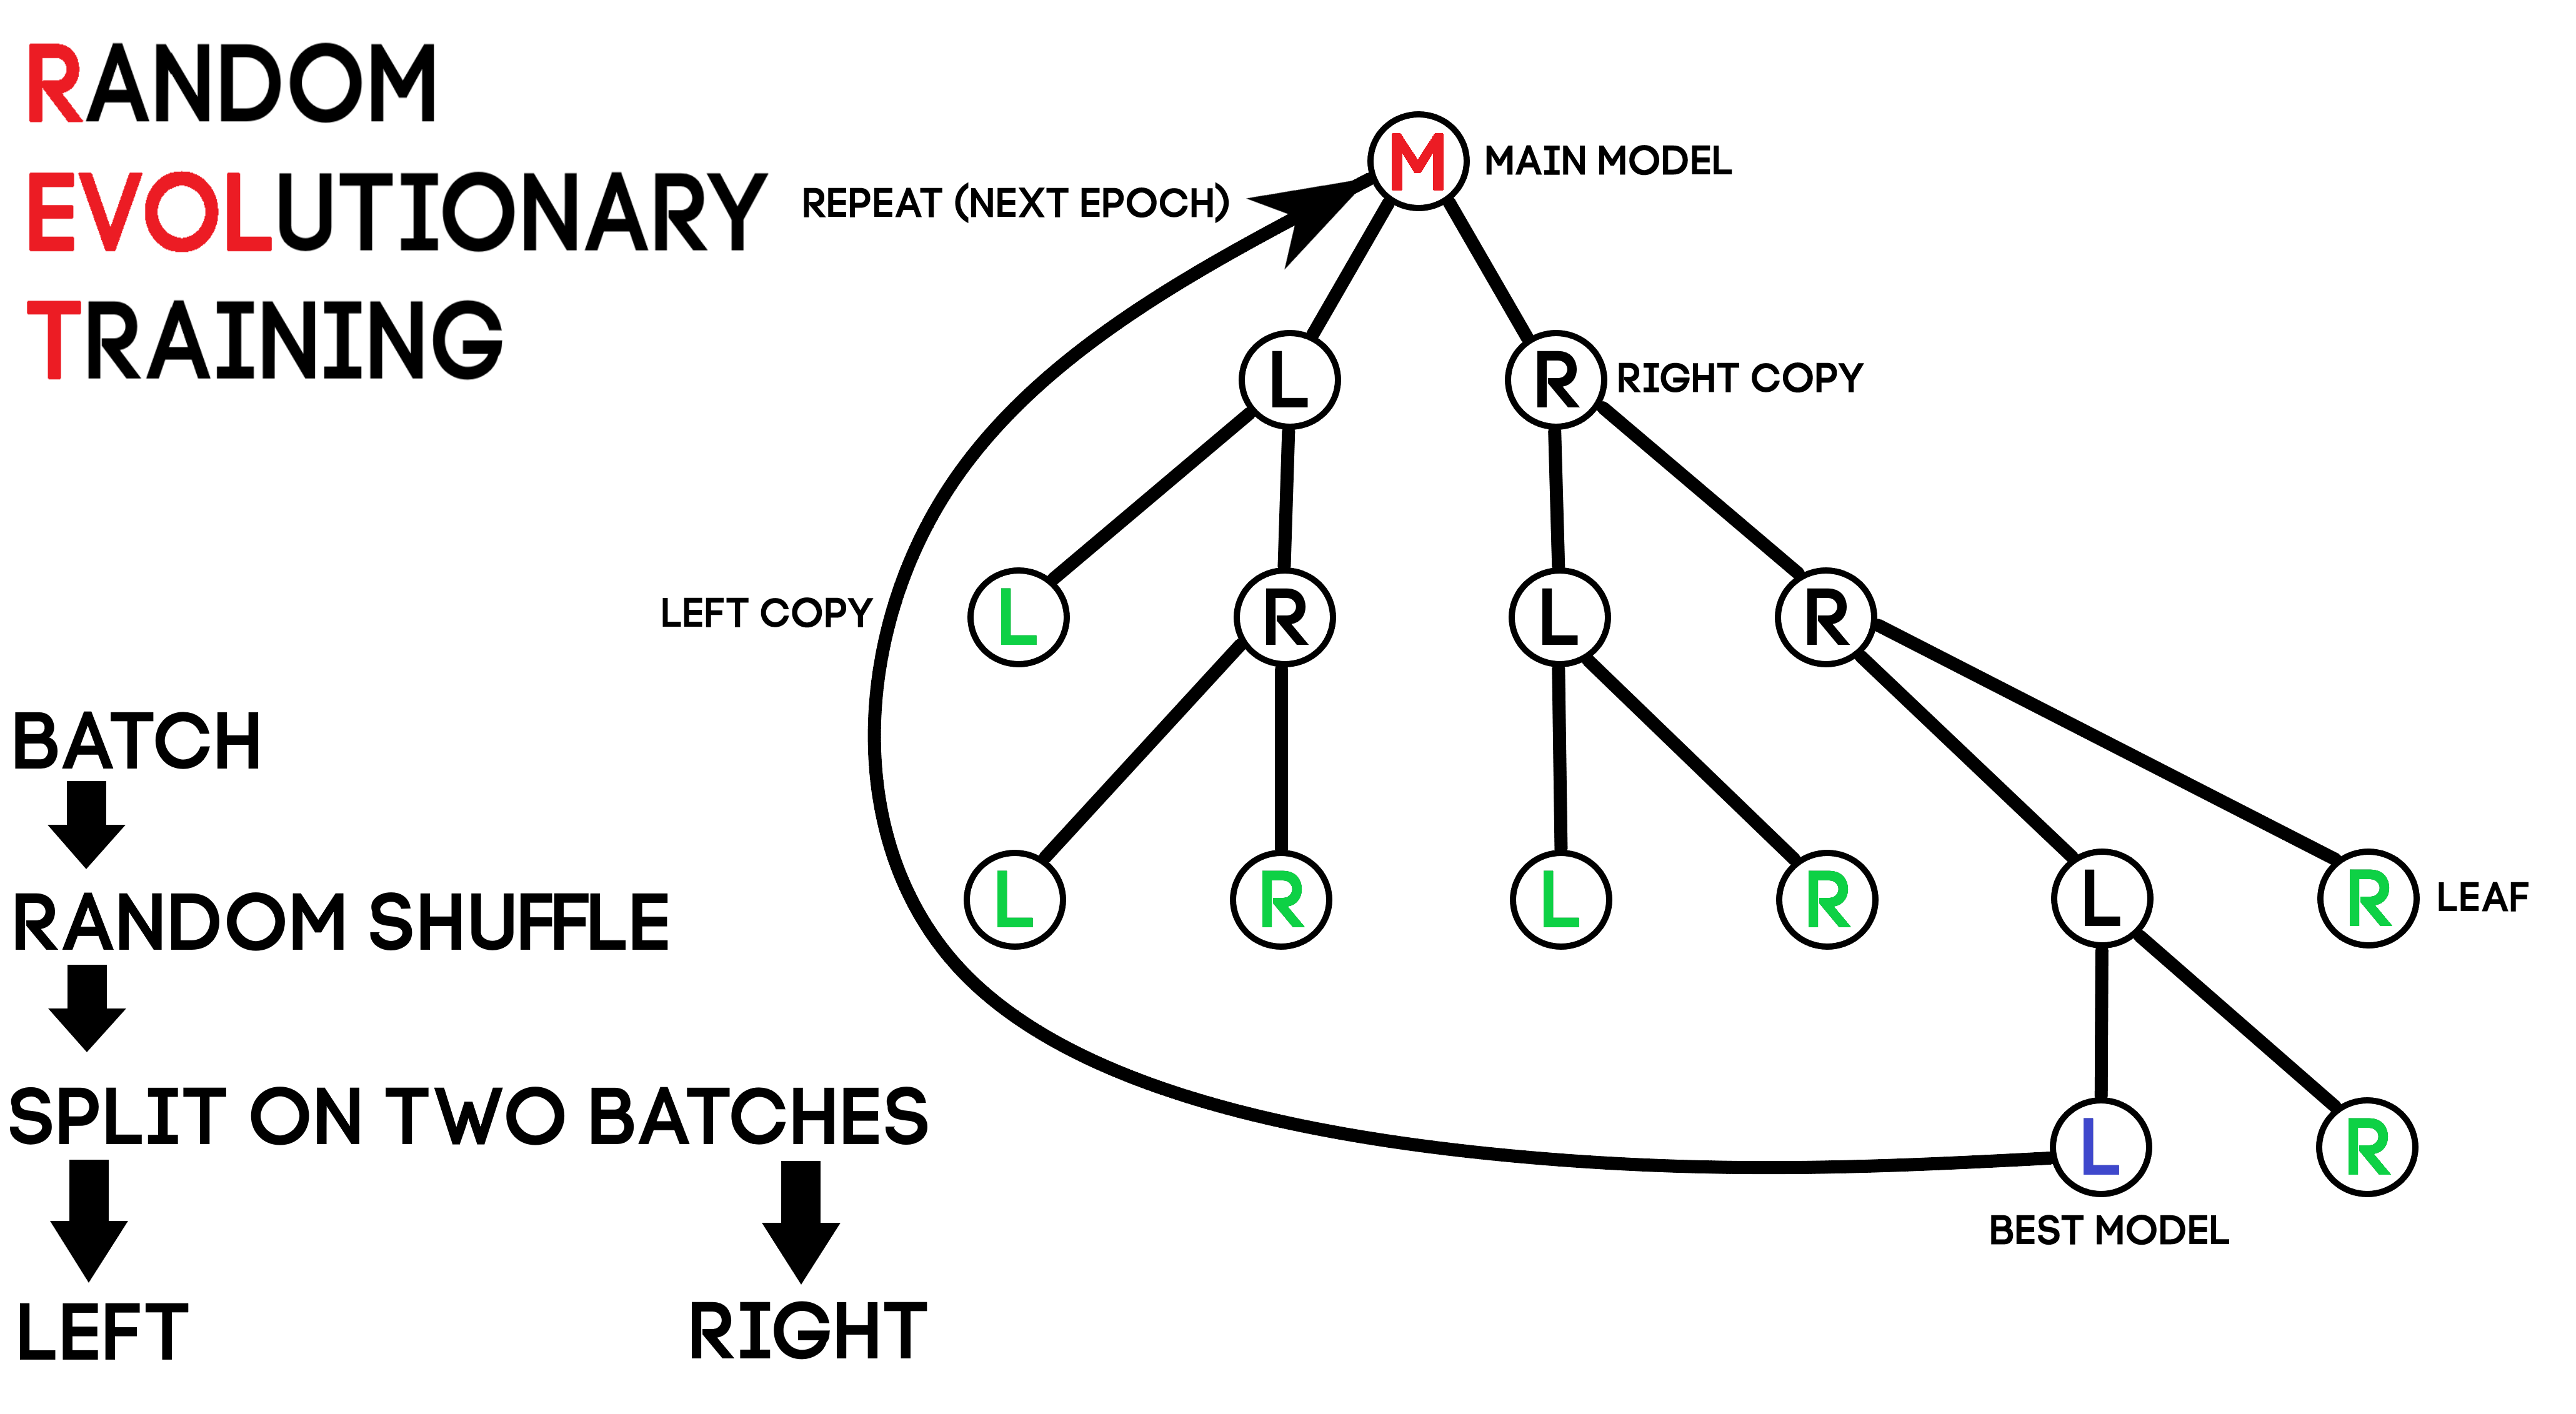 RANDOM
EVOLUTIONARY
TRAINING
M
MAIN MODEL
REPEAT (NEXT EPOCH)
L
R
RIGHT COPY
LEFT COPY
L
R
L
R
BATCH
RANDOM SHUFFLE
L
R
L
R
L
R
LEAF
SPLIT ON TWO BATCHES
L
R
BEST MODEL
LEFT
RIGHT